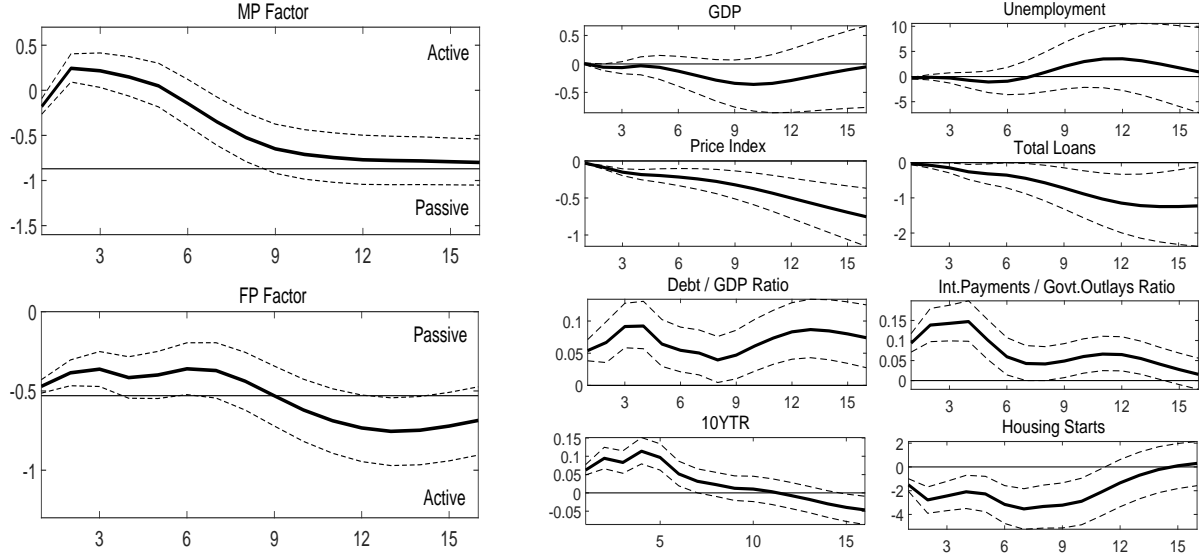 MP Factor
0.5
0
-0.5
-1
-1.5
Active
Passive
3 6 9 12 15
FP Factor
0
-0.5
-1
Passive
Active
3 6 9 12 15
GDP
0.5
0
-0.5
3 6 9 12 15
Unemployment
10
5
0
-5
3 6 9 12 15
Price Index
0
-0.5
-1
3 6 9 12 15
Total Loans
0
-1
-2
3 6 9 12 15
Debt / GDP Ratio
0.1
0.05
0
3 6 9 12 15
Int.Payments / Govt.Outlays Ratio
0.15
0.1
0.05
0
3 6 9 12 15
10YTR
0.15
0.1
0.05
0
-0.05
5 10 15
Housing Starts
2
0
-2
-4
3 6 9 12 15